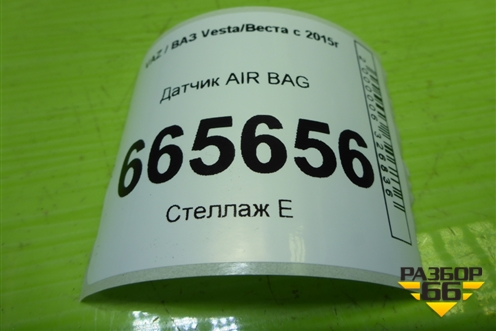 VAZ / ВАЗ Vesta/Веста с 2015г
Датчик AIR BAG
665656
Стеллаж Е
РАЗБОР
66